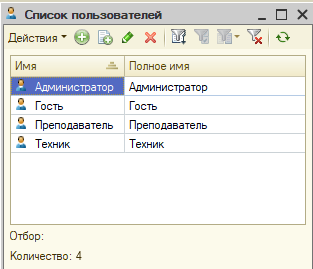 Список пользователей
Действия
Имя Полное имя
Администратор Администратор
Гость Гость
Преподаватель Преподаватель
Техник Техник
Отбор:
Количество: 4